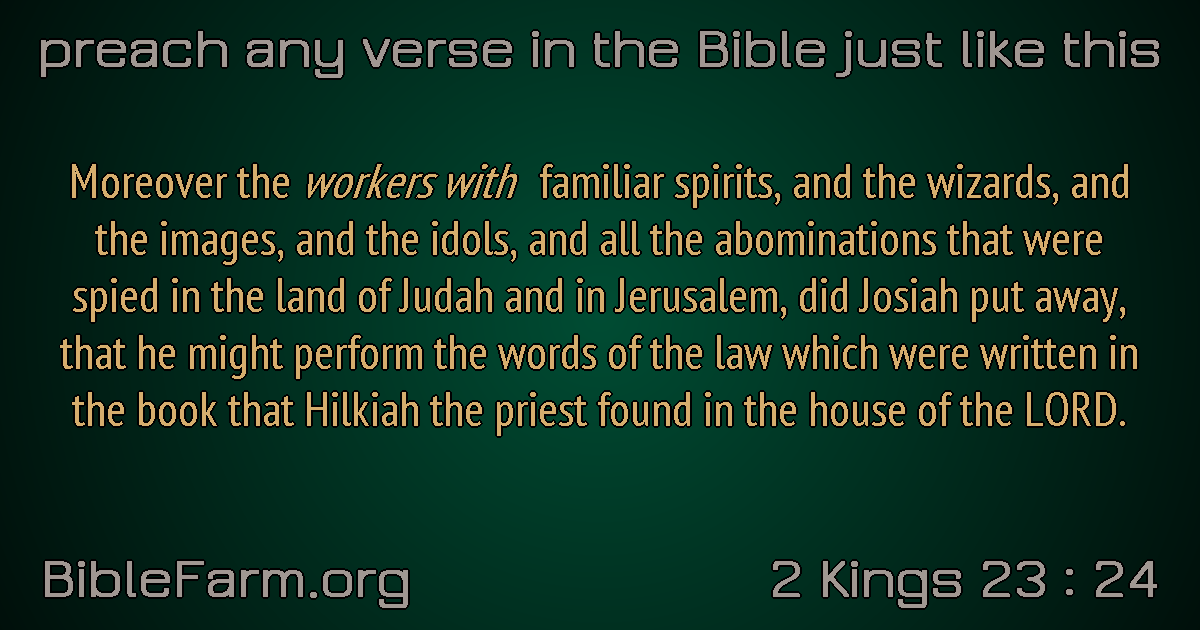 preach any verse in the Bible just like this
Moreover the workers with familiar spirits, and the wizards, and
the images, and the idols, and all the abominations that were
spied in the land of Judah and in Jerusalem, did Josiah put away,
that he might perform the words of the law which were written in
the book that Hilkiah the priest found in the house of the LORD.
BibleFarm.org
2 Kings 23 : 24